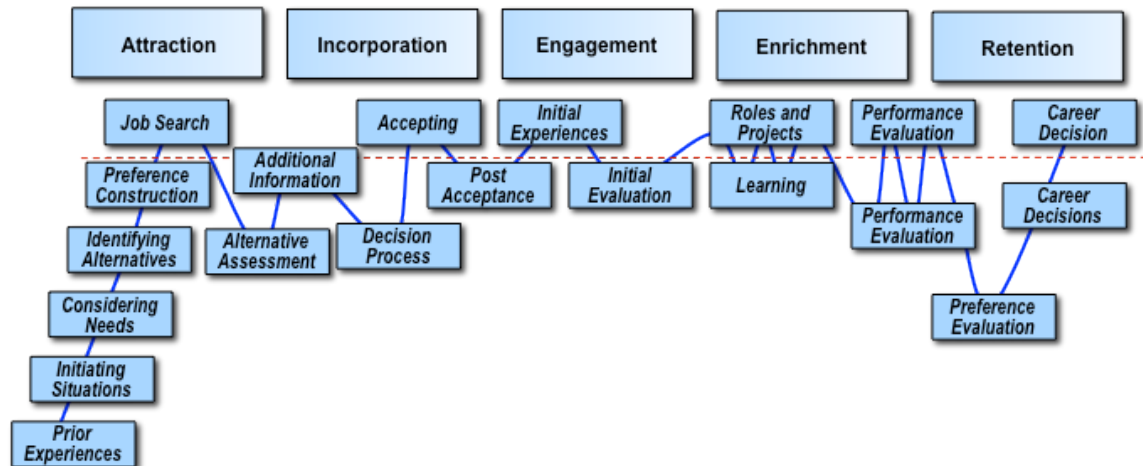 Attraction
Incorporation
Engagement
Enrichment
Retention
Job Search
Accepting
Initial
Experiences
Roles and
Projects
Performance
Evaluation
Career
Decision
Preference
Construction
Additional
Information
Post
Acceptance
Initial
Evaluation
Learning
Career
Decisions
Identifying
Alternatives
Alternative
Assessment
Decision
Process
Performance
Evaluation
Considering
Needs
Preference
Evaluation
Initiating
Situations
Prior
Experiences